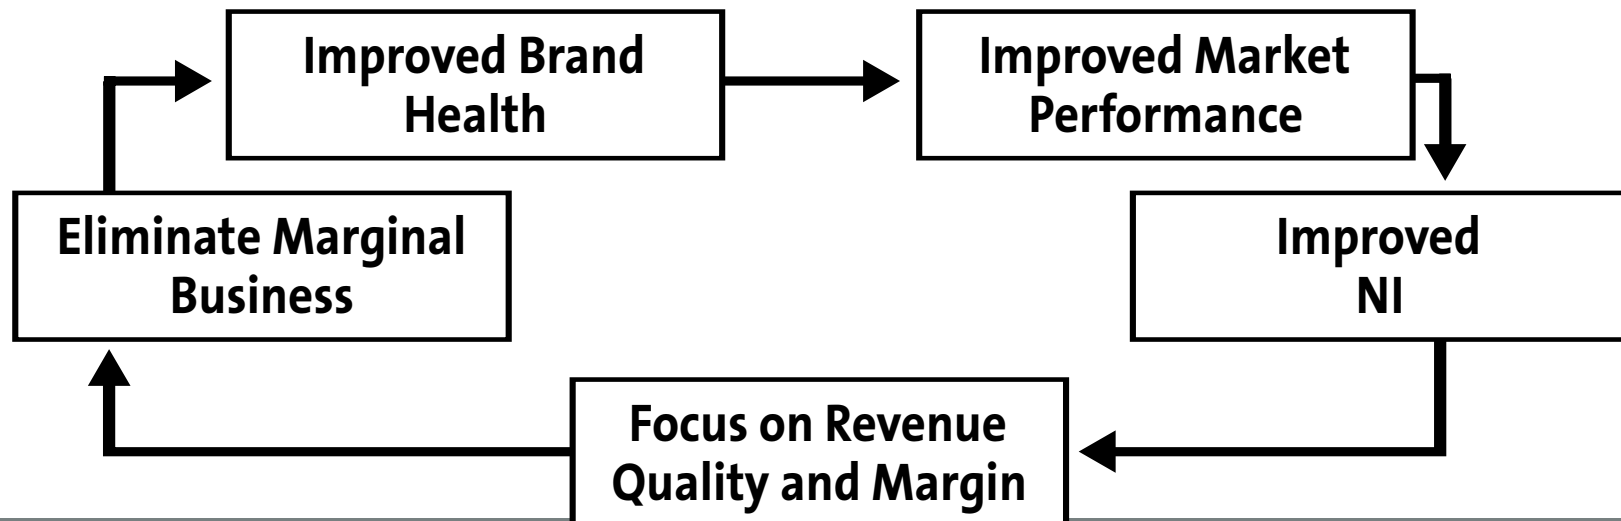 Improved Brand
Health
Improved Market
Performance
Eliminate Marginal
Business
Improved
NI
Focus on Revenue
Quality and Margin